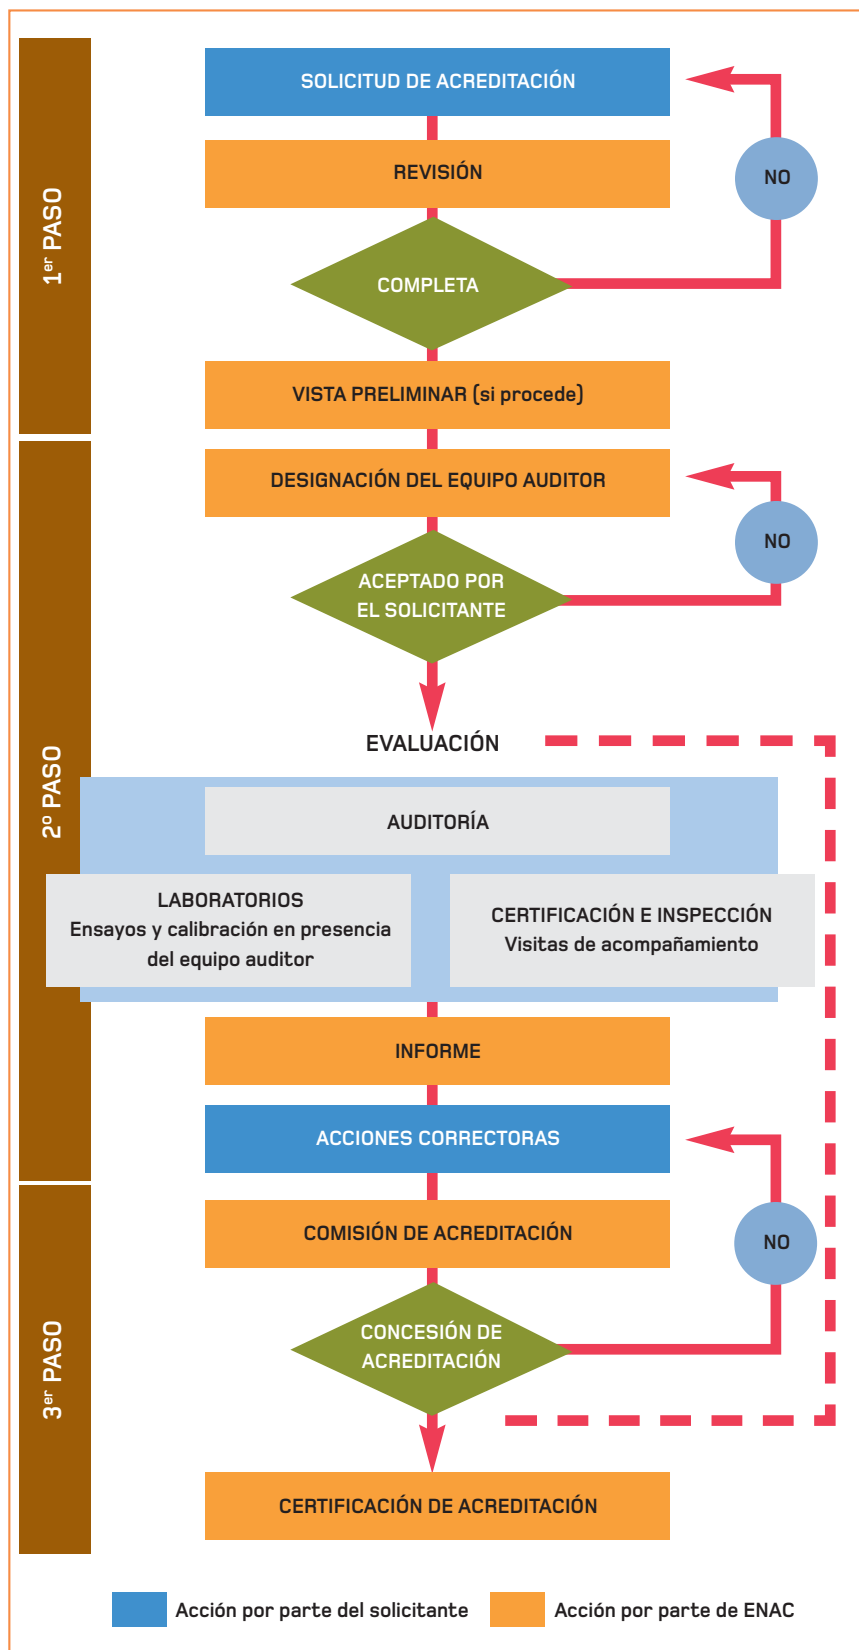 1er PASO
SOLICITUD DE ACREDITACIÓN
REVISIÓN
NO
COMPLETA
VISTA PRELIMINAR (si procede)
2º PASO
DESIGNACIÓN DEL EQUIPO AUDITOR
NO
ACEPTADO POR
EL SOLICITANTE
EVALUACIÓN
AUDITORÍA
LABORATORIOS
Ensayos y calibración en presencia
del equipo auditor
CERTIFICACIÓN E INSPECCIÓN
Visitas de acompañamiento
INFORME
ACCIONES CORRECTORAS
3er PASO
COMISIÓN DE ACREDITACIÓN
NO
CONCESIÓN DE
ACREDITACIÓN
CERTIFICACIÓN DE ACREDITACIÓN
Acción por parte del solicitante
Acción por parte de ENAC